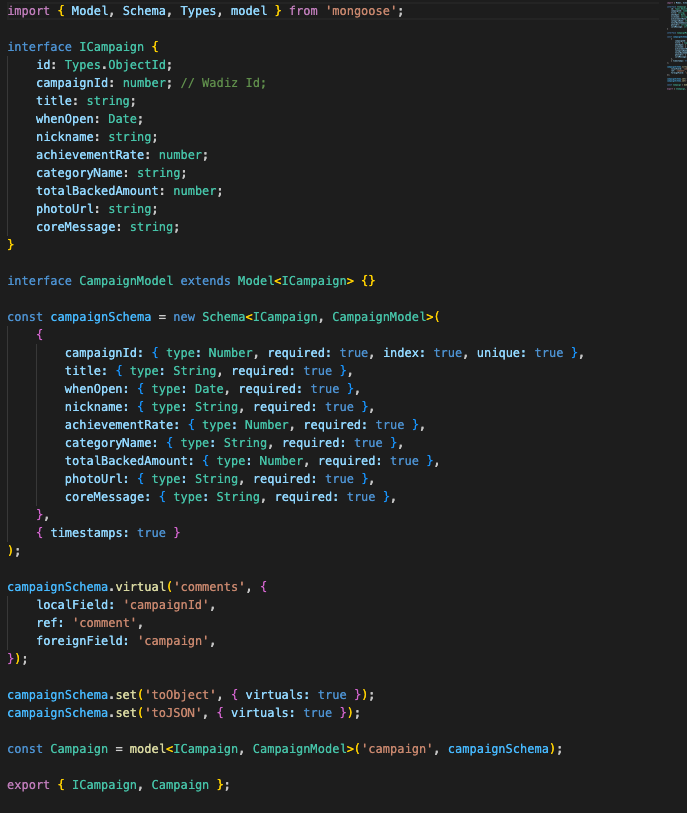 import { Model, Schema, Types, model } from 'mongoose';
interface ICampaign {
id: Types.ObjectId;
campaignId: number; // Wadiz Id;
title: string;
whenOpen: Date;
nickname: string;
achievementRate: number;
categoryName: string;
totalBackedAmount: number;
photoUrl: string;
coreMessage: string;
}
interface CampaignModel extends Model<ICampaign> {}
const campaignSchema = new Schema<ICampaign, CampaignModel>(
{
campaignId: { type: Number, required: true, index: true, unique: true },
title: { type: String, required: true },
whenOpen: { type: Date, required: true },
nickname: { type: String, required: true },
achievementRate: { type: Number, required: true },
categoryName: { type: String, required: true },
totalBackedAmount: { type: Number, required: true },
photoUrl: { type: String, required: true },
coreMessage: { type: String, required: true },
},
{ timestamps: true }
);
campaignSchema.virtual('comments', {
localField: 'campaignId',
ref: 'comment',
foreignField: 'campaign',
});
campaignSchema.set('toObject', { virtuals: true });
campaignSchema.set('toJSON', { virtuals: true });
const Campaign = model<ICampaign, CampaignModel>('campaign', campaignSchema);
export { ICampaign, Campaign };